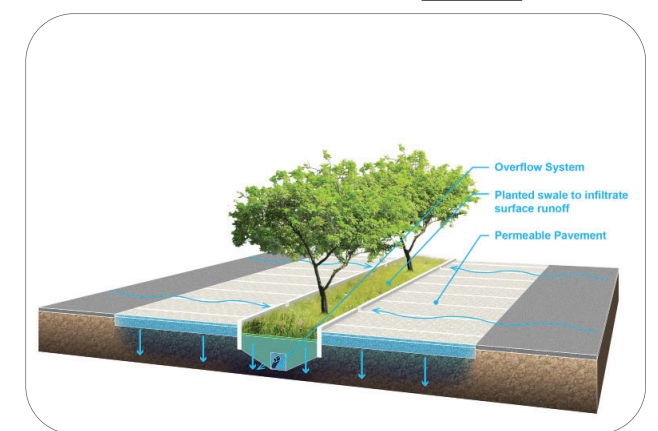 Overflow System
Planted swale to infiltrate
surface runoff
Permeable Pavement